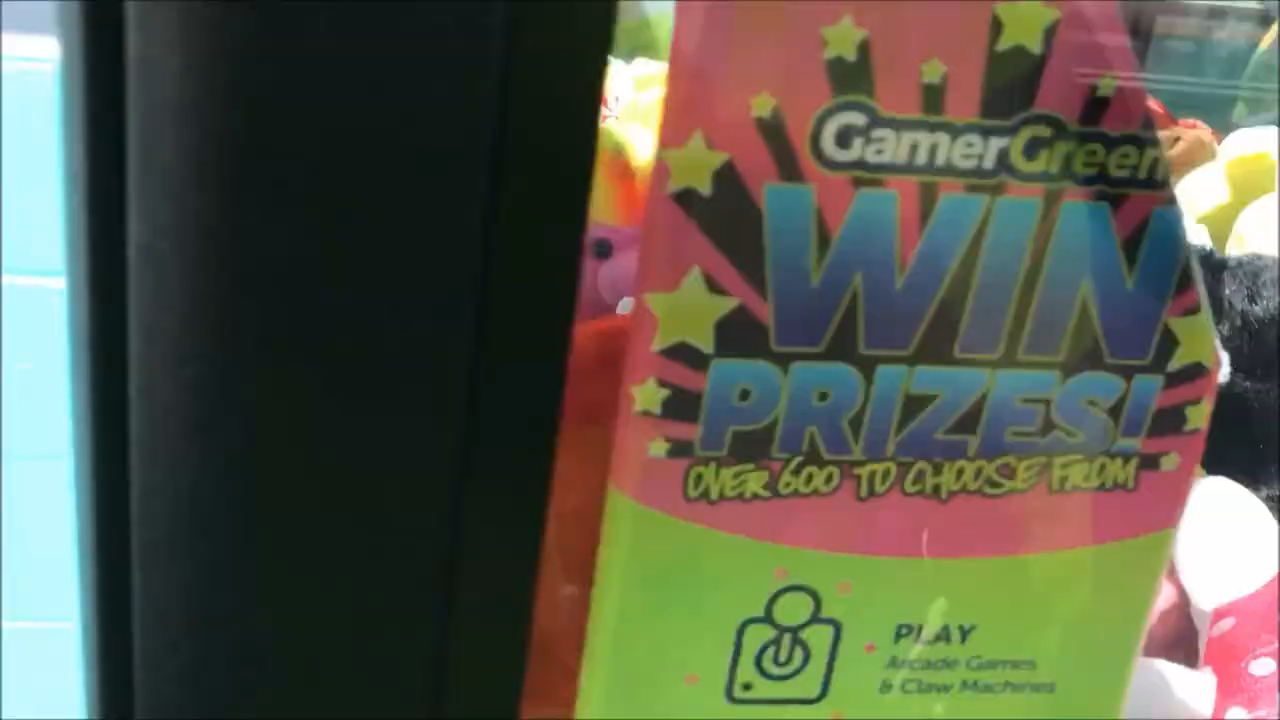 GamerGreen
WIN
PRIZES!
OVER 600 TO CHOOSE FROM
PLAY
Arcade Games
& Claw Machines